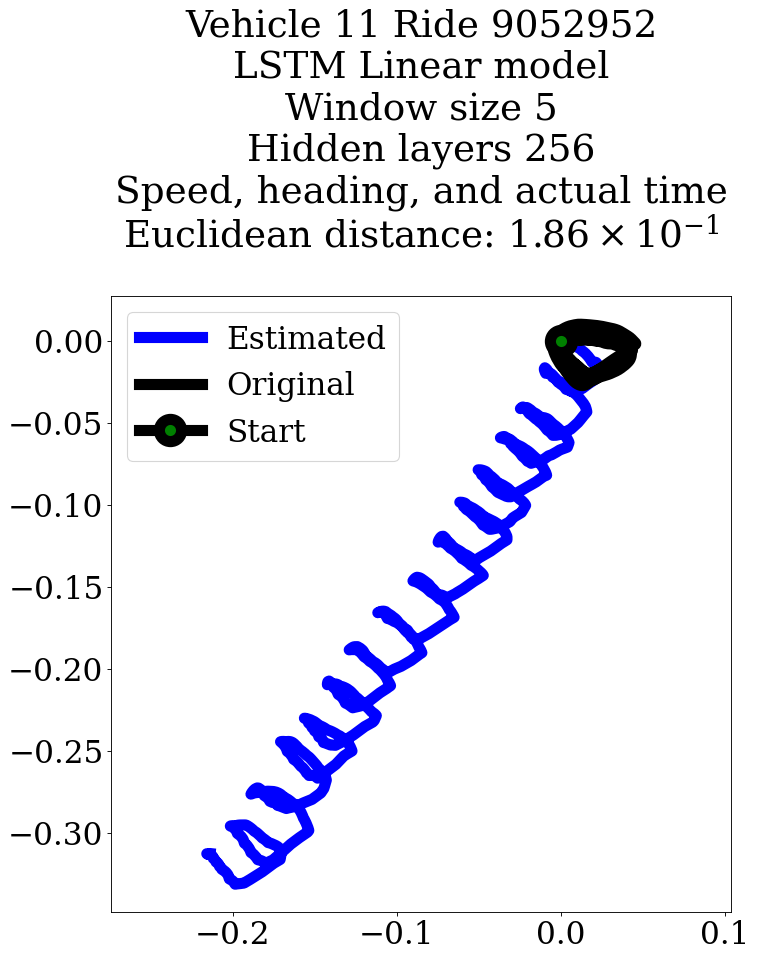 Vehicle 11 Ride 9052952
LSTM Linear model
Window size 5
Hidden layers 256
Speed, heading, and actual time
Euclidean distance: 1.86 × 10⁻¹
Estimated
Original
Start
0.00
−0.05
−0.10
−0.15
−0.20
−0.25
−0.30
−0.2 −0.1 0.0 0.1